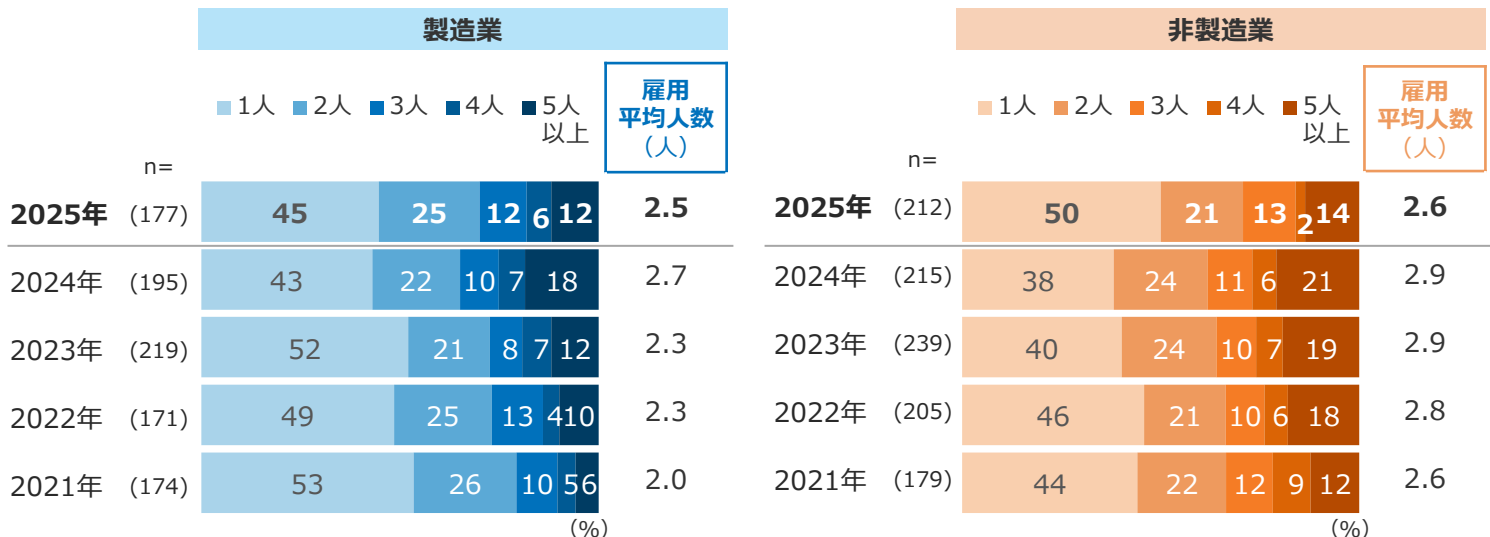 製造業
1人 2人 3人 4人 5人以上
雇用
平均人数
（人）
n=
2025年 (177) 45 25 12 6 12 2.5
2024年 (195) 43 22 10 7 18 2.7
2023年 (219) 52 21 8 7 12 2.3
2022年 (171) 49 25 13 4 10 2.3
2021年 (174) 53 26 10 5 6 2.0
(%)
非製造業
1人 2人 3人 4人 5人以上
雇用
平均人数
（人）
n=
2025年 (212) 50 21 13 2 14 2.6
2024年 (215) 38 24 11 6 21 2.9
2023年 (239) 40 24 10 7 19 2.9
2022年 (205) 46 21 10 6 18 2.8
2021年 (179) 44 22 12 9 12 2.6
(%)